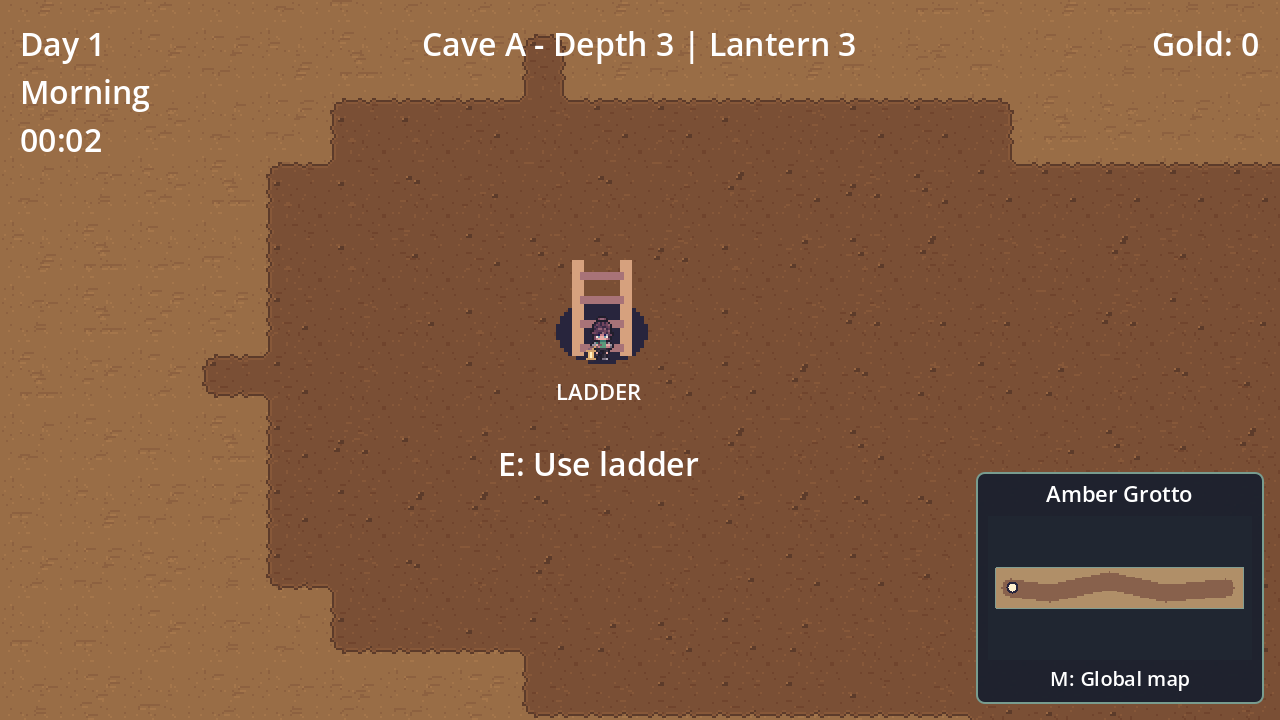 Day 1
Morning
00:02
Cave A - Depth 3 | Lantern 3
Gold: 0
LADDER
E: Use ladder
Amber Grotto
M: Global map